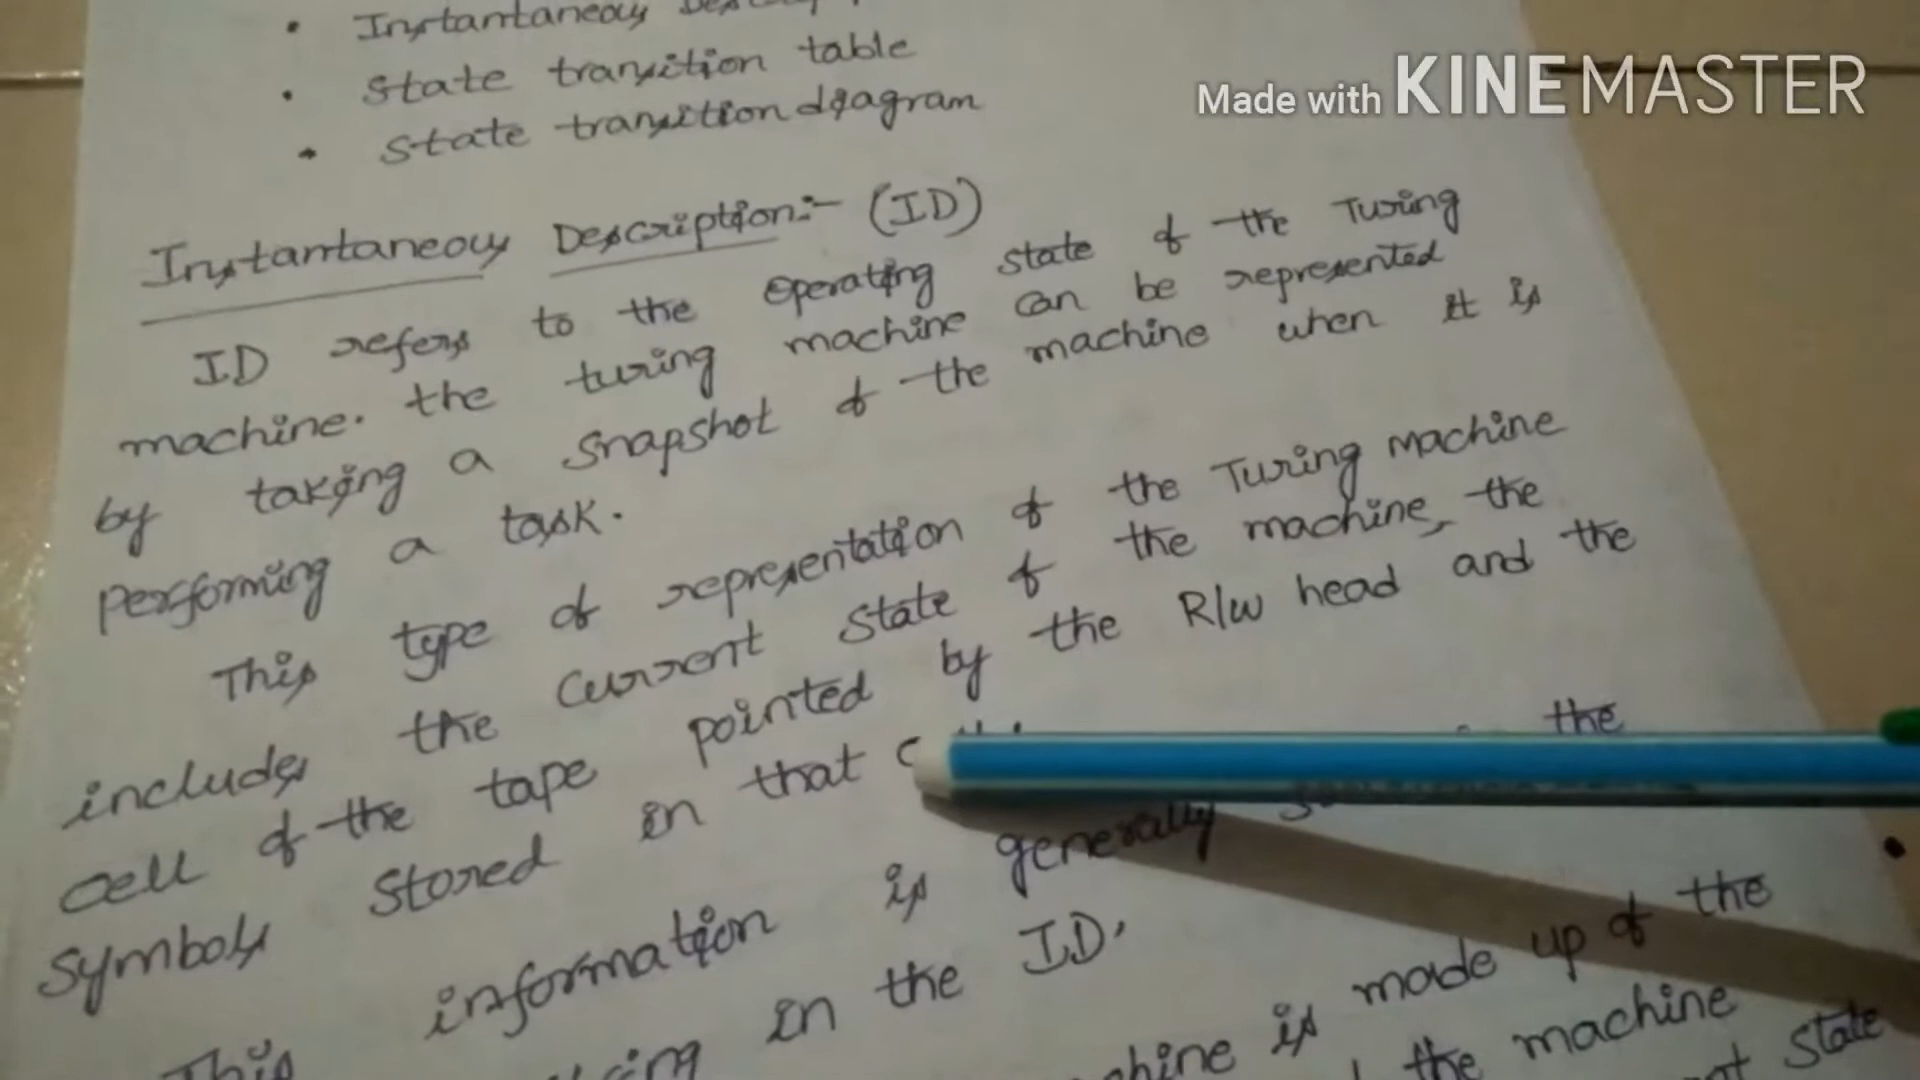 • Instantaneous
• State transition table
• State transition diagram
Made with KINEMASTER
Instantaneous Description:- (ID)
ID refers to the operating state of the Turing
machine. the turing machine can be represented
by taking a snapshot of the machine when it is
performing a task.
This type of representation of the Turing Machine
includes the current state of the machine, the
cell of the tape pointed by the R/W head and the
symbols stored in that
the
This information is generally
in the ID.
machine is made up of the
the machine
state